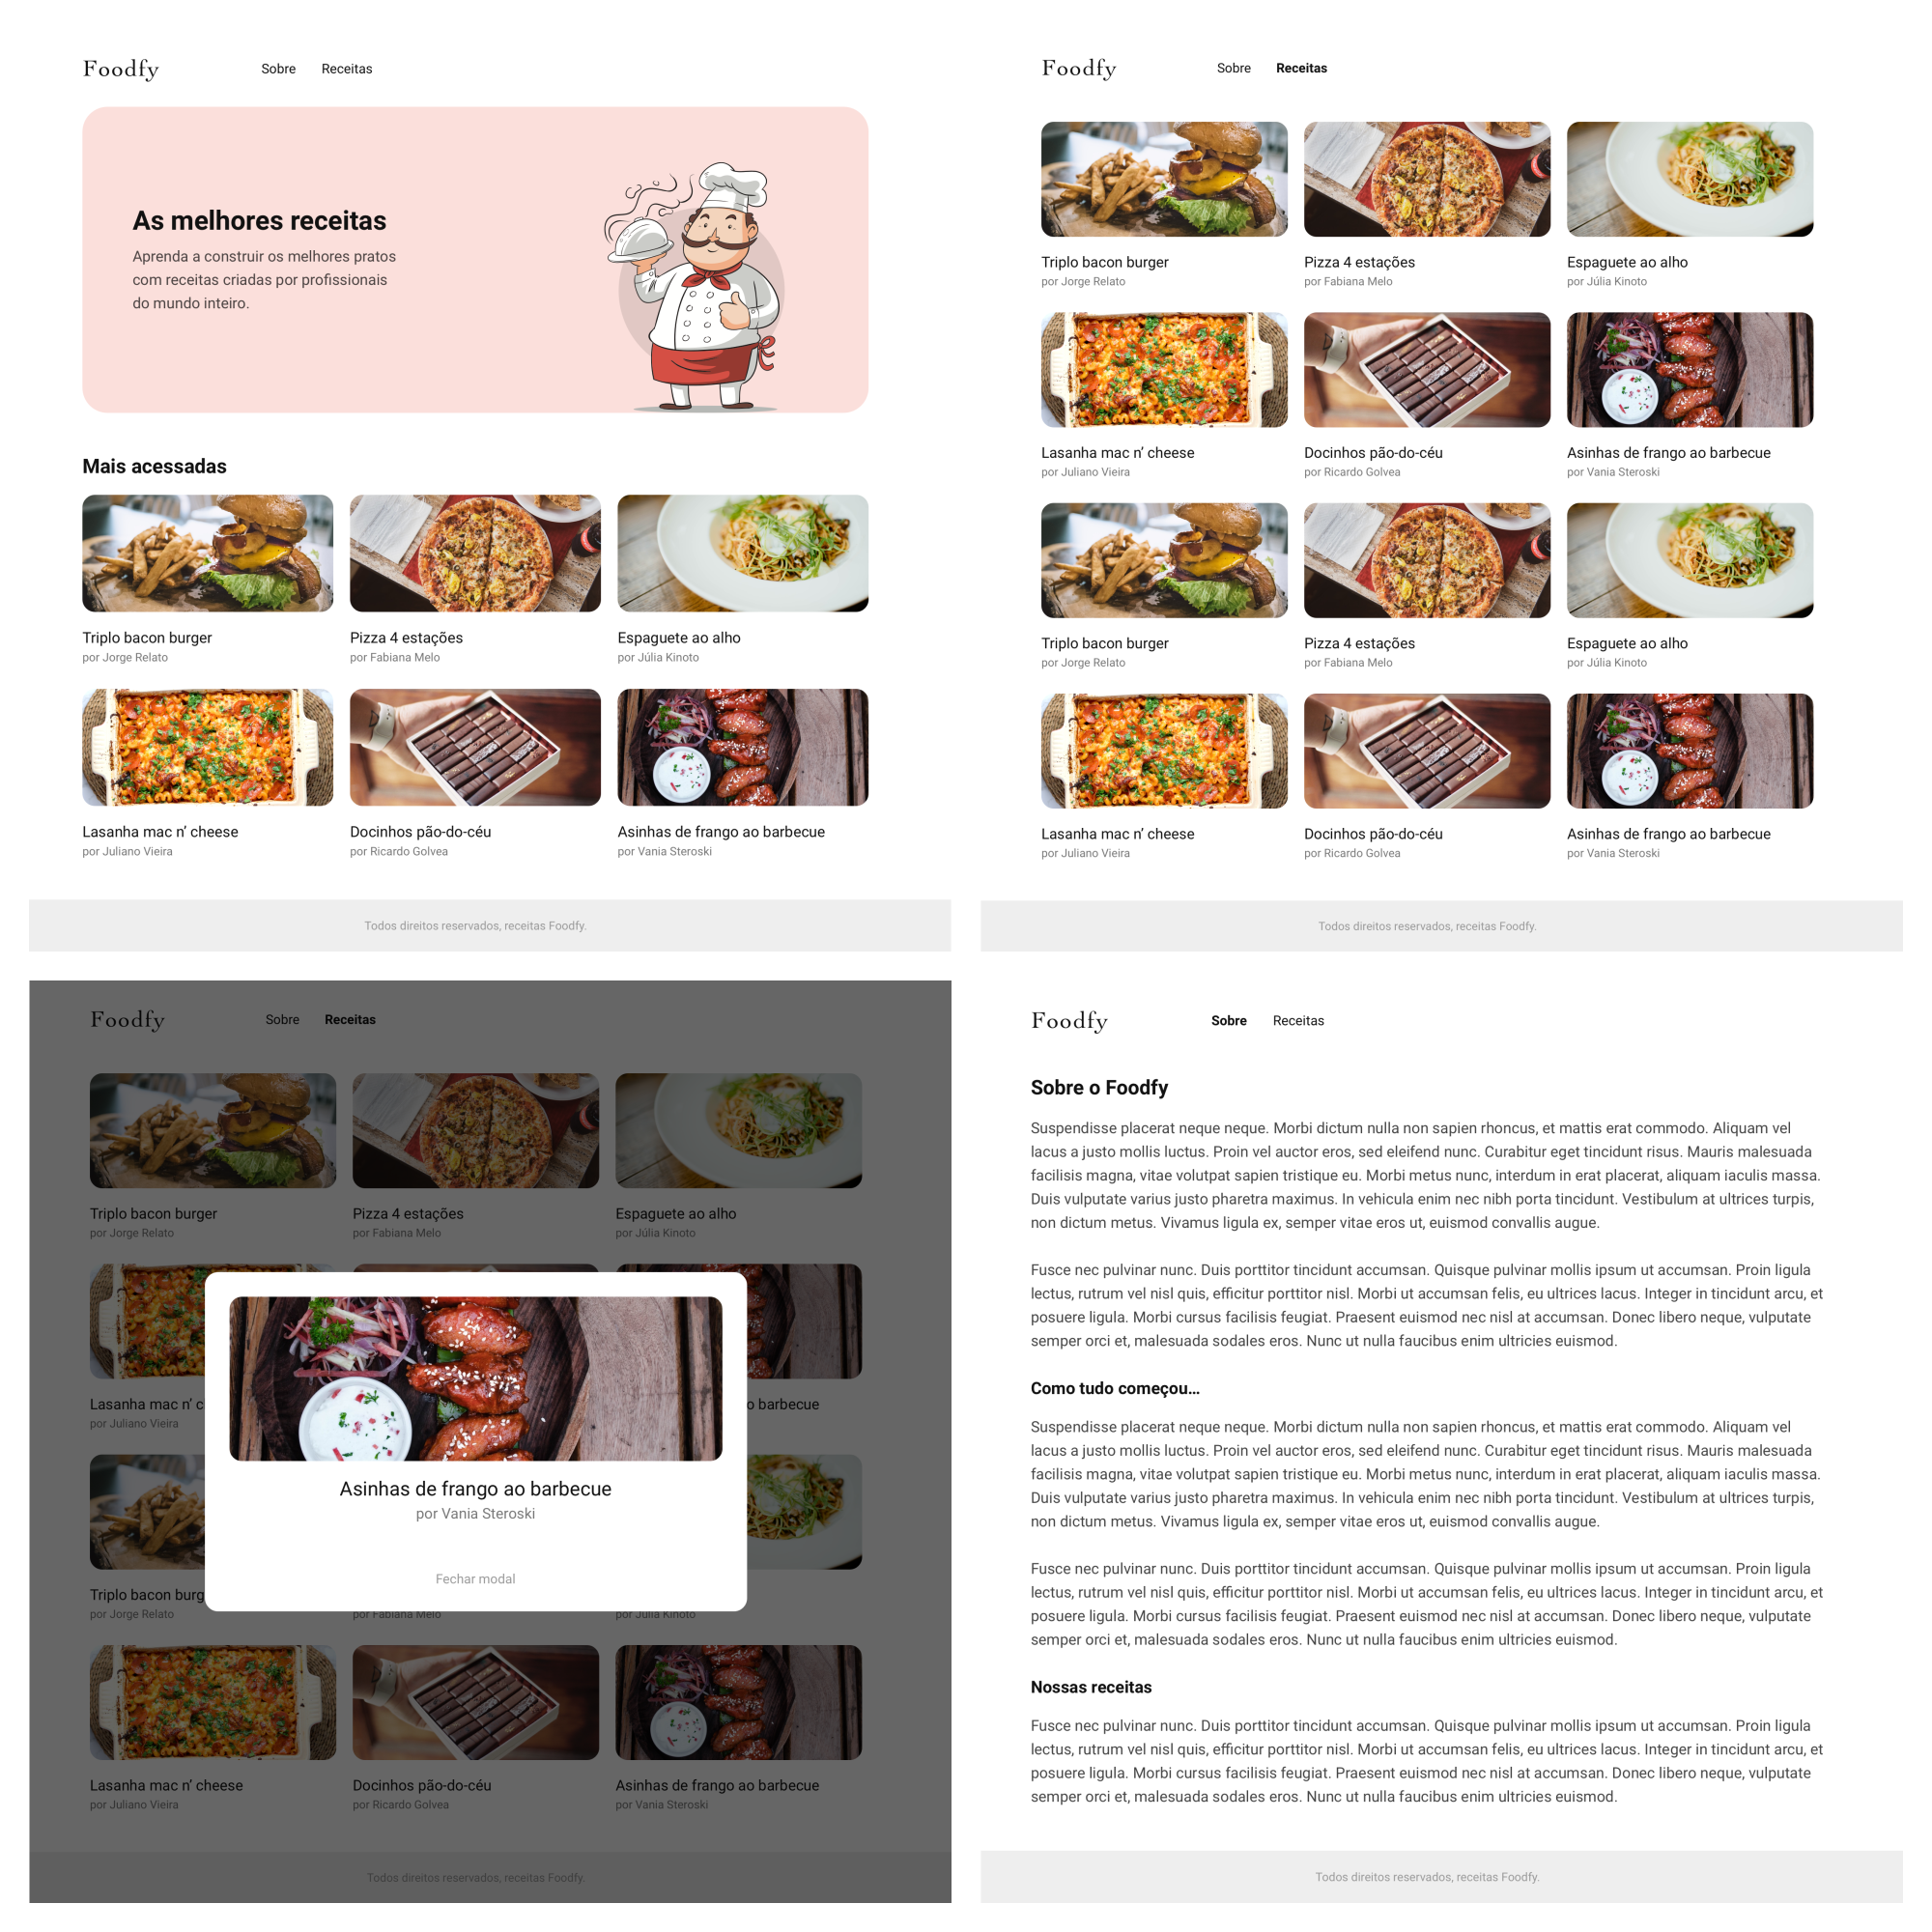 Foodfy
Sobre Receitas
As melhores receitas
Aprenda a construir os melhores pratos
com receitas criadas por profissionais
do mundo inteiro.
Mais acessadas
Triplo bacon burger
por Jorge Relato
Pizza 4 estações
por Fabiana Melo
Espaguete ao alho
por Júlia Kinoto
Lasanha mac n’ cheese
por Juliano Vieira
Docinhos pão-do-céu
por Ricardo Golvea
Asinhas de frango ao barbecue
por Vania Steroski
Todos direitos reservados, receitas Foodfy.
Foodfy
Sobre Receitas
Triplo bacon burger
por Jorge Relato
Pizza 4 estações
por Fabiana Melo
Espaguete ao alho
por Júlia Kinoto
Lasanha mac n’ cheese
por Juliano Vieira
Docinhos pão-do-céu
por Ricardo Golvea
Asinhas de frango ao barbecue
por Vania Steroski
Triplo bacon burger
por Jorge Relato
Pizza 4 estações
por Fabiana Melo
Espaguete ao alho
por Júlia Kinoto
Lasanha mac n’ cheese
por Juliano Vieira
Docinhos pão-do-céu
por Ricardo Golvea
Asinhas de frango ao barbecue
por Vania Steroski
Todos direitos reservados, receitas Foodfy.
Foodfy
Sobre Receitas
Triplo bacon burger
por Jorge Relato
Pizza 4 estações
por Fabiana Melo
Espaguete ao alho
por Júlia Kinoto
Lasanha mac n’ c
por Juliano Vieira
o barbecue
Asinhas de frango ao barbecue
por Vania Steroski
Fechar modal
Triplo bacon burg
por Jorge Relato
por Fabiana Melo
por Júlia Kinoto
Lasanha mac n’ cheese
por Juliano Vieira
Docinhos pão-do-céu
por Ricardo Golvea
Asinhas de frango ao barbecue
por Vania Steroski
Todos direitos reservados, receitas Foodfy.
Foodfy
Sobre Receitas
Sobre o Foodfy
Suspendisse placerat neque neque. Morbi dictum nulla non sapien rhoncus, et mattis erat commodo. Aliquam vel
lacus a justo mollis luctus. Proin vel auctor eros, sed eleifend nunc. Curabitur eget tincidunt risus. Mauris malesuada
facilisis magna, vitae volutpat sapien tristique eu. Morbi metus nunc, interdum in erat placerat, aliquam iaculis massa.
Duis vulputate varius justo pharetra maximus. In vehicula enim nec nibh porta tincidunt. Vestibulum at ultrices turpis,
non dictum metus. Vivamus ligula ex, semper vitae eros ut, euismod convallis augue.
Fusce nec pulvinar nunc. Duis porttitor tincidunt accumsan. Quisque pulvinar mollis ipsum ut accumsan. Proin ligula
lectus, rutrum vel nisl quis, efficitur porttitor nisl. Morbi ut accumsan felis, eu ultrices lacus. Integer in tincidunt arcu, et
posuere ligula. Morbi cursus facilisis feugiat. Praesent euismod nec nisl at accumsan. Donec libero neque, vulputate
semper orci et, malesuada sodales eros. Nunc ut nulla faucibus enim ultricies euismod.
Como tudo começou…
Suspendisse placerat neque neque. Morbi dictum nulla non sapien rhoncus, et mattis erat commodo. Aliquam vel
lacus a justo mollis luctus. Proin vel auctor eros, sed eleifend nunc. Curabitur eget tincidunt risus. Mauris malesuada
facilisis magna, vitae volutpat sapien tristique eu. Morbi metus nunc, interdum in erat placerat, aliquam iaculis massa.
Duis vulputate varius justo pharetra maximus. In vehicula enim nec nibh porta tincidunt. Vestibulum at ultrices turpis,
non dictum metus. Vivamus ligula ex, semper vitae eros ut, euismod convallis augue.
Fusce nec pulvinar nunc. Duis porttitor tincidunt accumsan. Quisque pulvinar mollis ipsum ut accumsan. Proin ligula
lectus, rutrum vel nisl quis, efficitur porttitor nisl. Morbi ut accumsan felis, eu ultrices lacus. Integer in tincidunt arcu, et
posuere ligula. Morbi cursus facilisis feugiat. Praesent euismod nec nisl at accumsan. Donec libero neque, vulputate
semper orci et, malesuada sodales eros. Nunc ut nulla faucibus enim ultricies euismod.
Nossas receitas
Fusce nec pulvinar nunc. Duis porttitor tincidunt accumsan. Quisque pulvinar mollis ipsum ut accumsan. Proin ligula
lectus, rutrum vel nisl quis, efficitur porttitor nisl. Morbi ut accumsan felis, eu ultrices lacus. Integer in tincidunt arcu, et
posuere ligula. Morbi cursus facilisis feugiat. Praesent euismod nec nisl at accumsan. Donec libero neque, vulputate
semper orci et, malesuada sodales eros. Nunc ut nulla faucibus enim ultricies euismod.
Todos direitos reservados, receitas Foodfy.